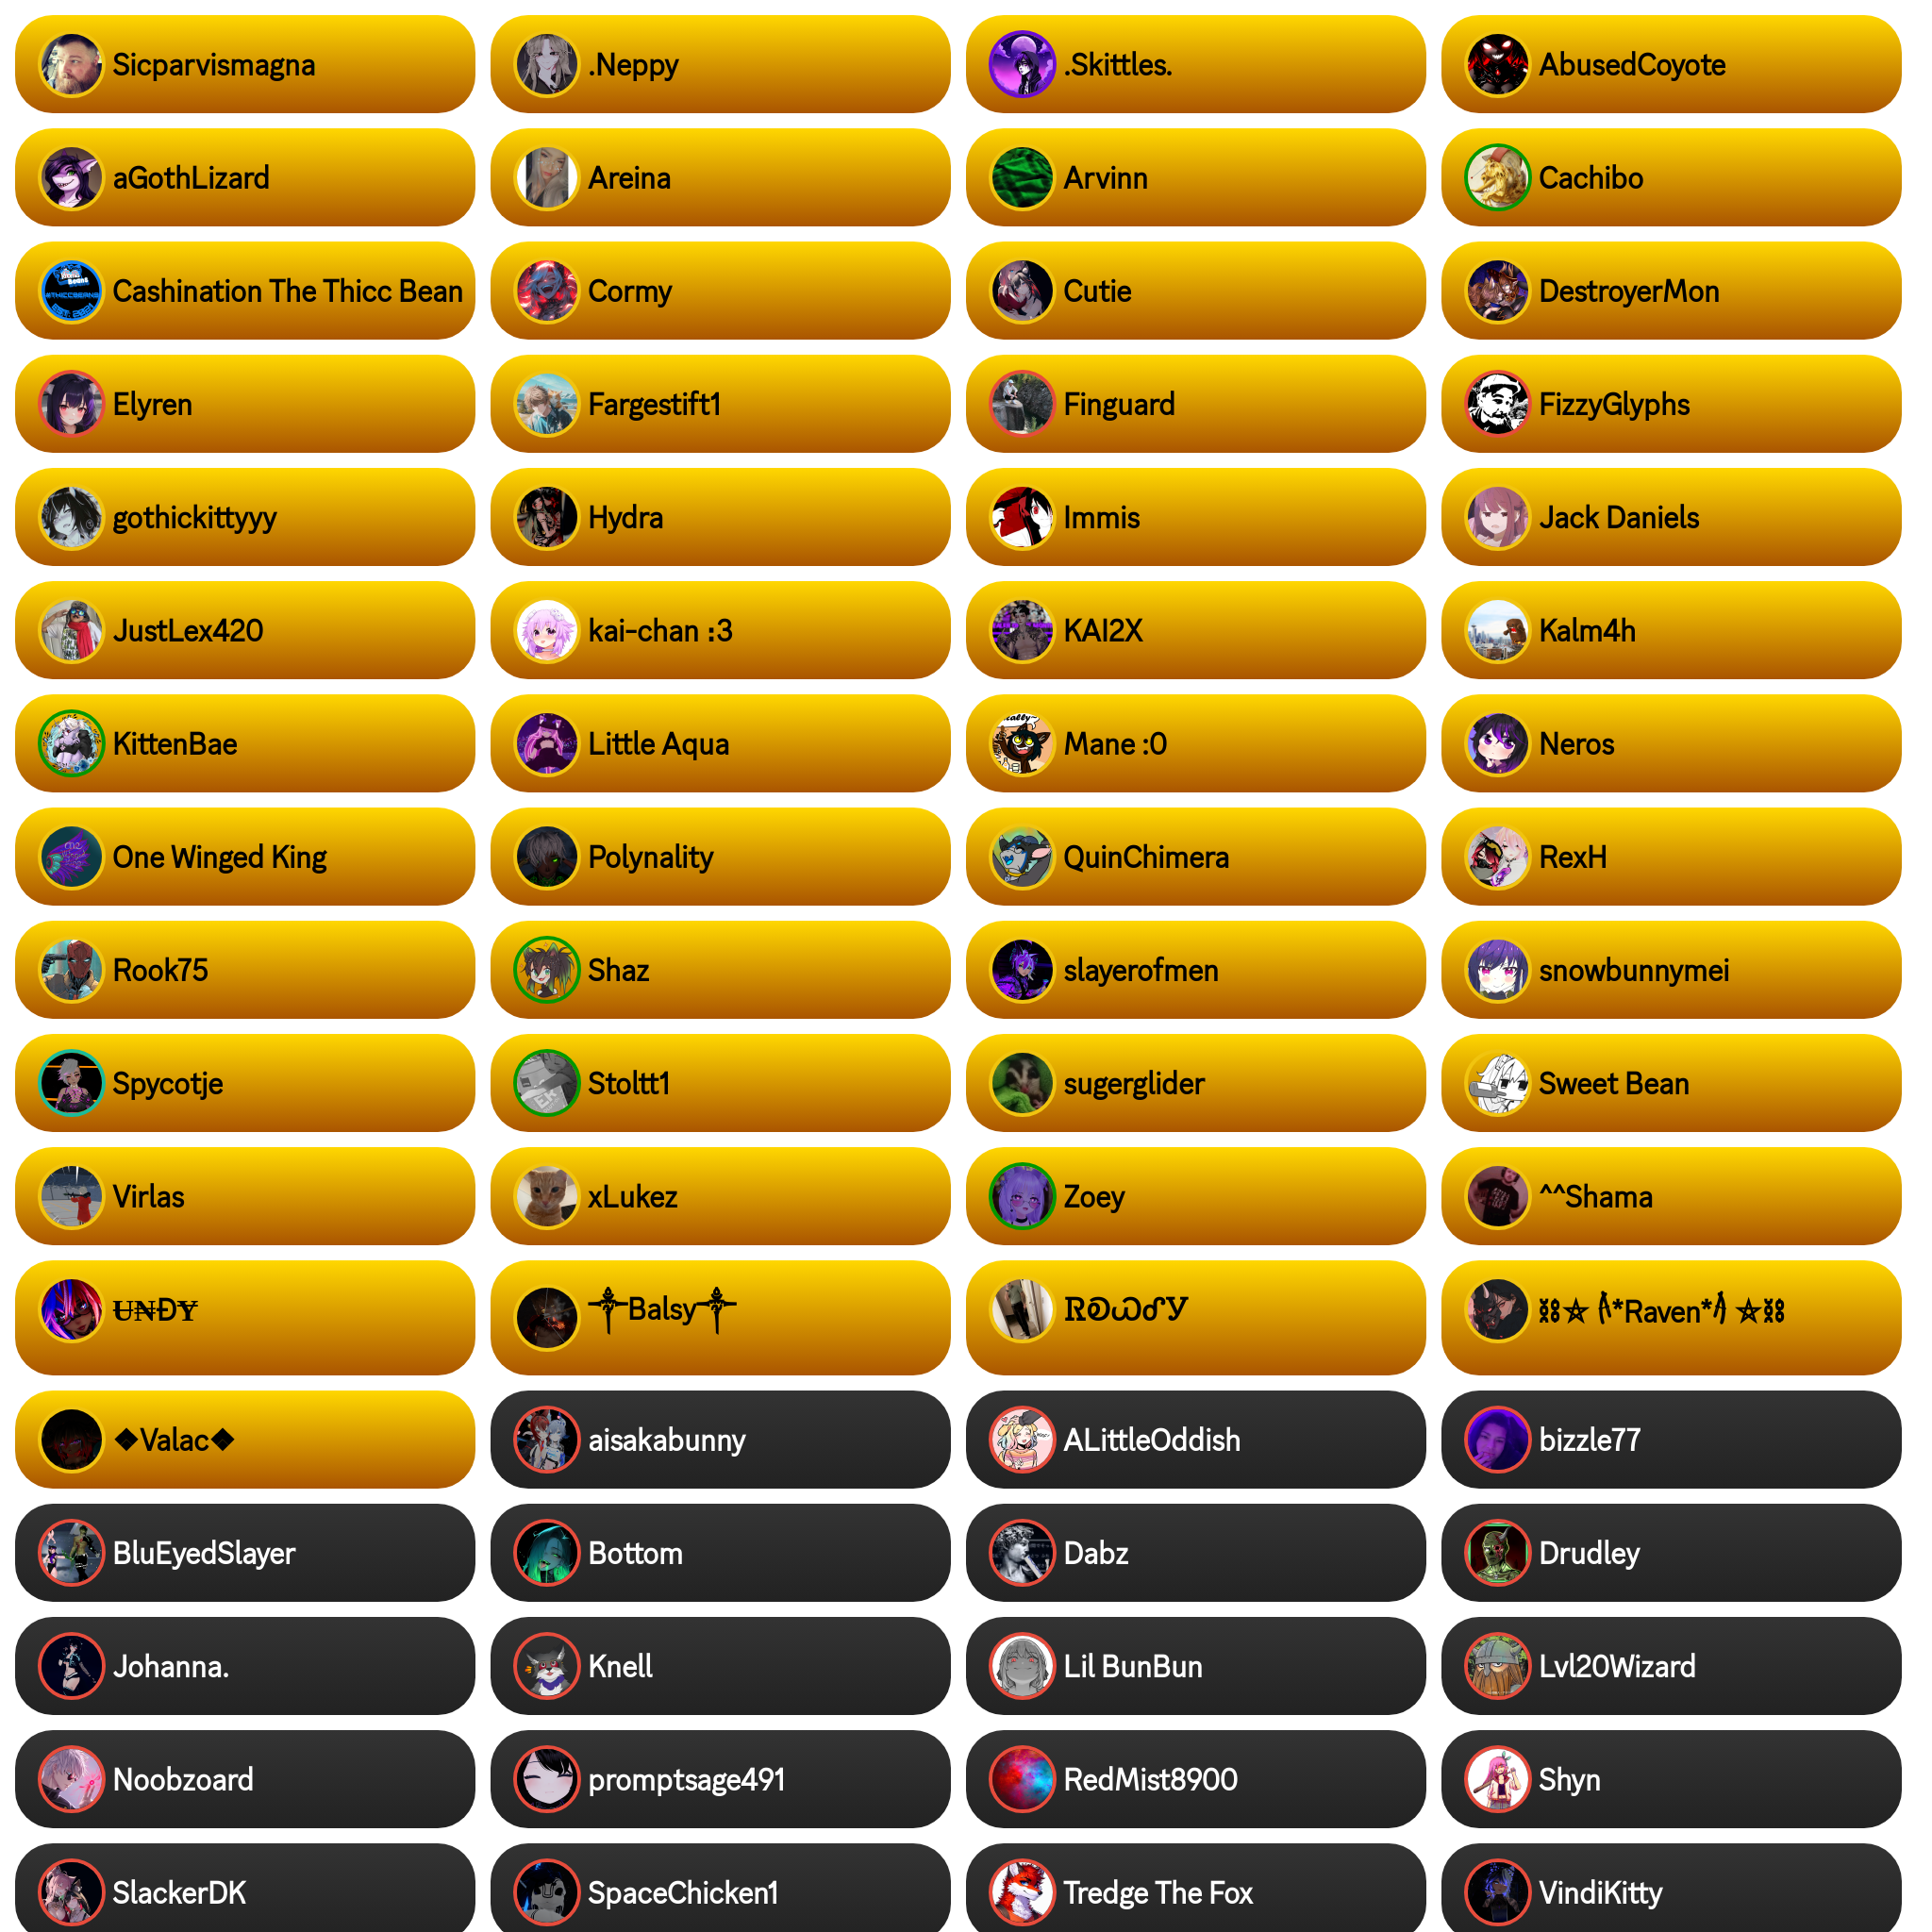 Sicparvismagna
.Neppy
.Skittles.
AbusedCoyote
aGothLizard
Areina
Arvinn
Cachibo
Cashination The Thicc Bean
Cormy
Cutie
DestroyerMon
Elyren
Fargestift1
Finguard
FizzyGlyphs
gothickittyyy
Hydra
Immis
Jack Daniels
JustLex420
kai-chan :3
KAI2X
Kalm4h
KittenBae
Little Aqua
Mane :0
Neros
One Winged King
Polynality
QuinChimera
RexH
Rook75
Shaz
slayerofmen
snowbunnymei
Spycotje
Stoltt1
sugerglider
Sweet Bean
Virlas
xLukez
Zoey
^^Shama
Balsy
*Raven*
◆Valac◆
aisakabunny
ALittleOddish
bizzle77
BluEyedSlayer
Bottom
Dabz
Drudley
Johanna.
Knell
Lil BunBun
Lvl20Wizard
Noobzoard
promptsage491
RedMist8900
Shyn
SlackerDK
SpaceChicken1
Tredge The Fox
VindiKitty